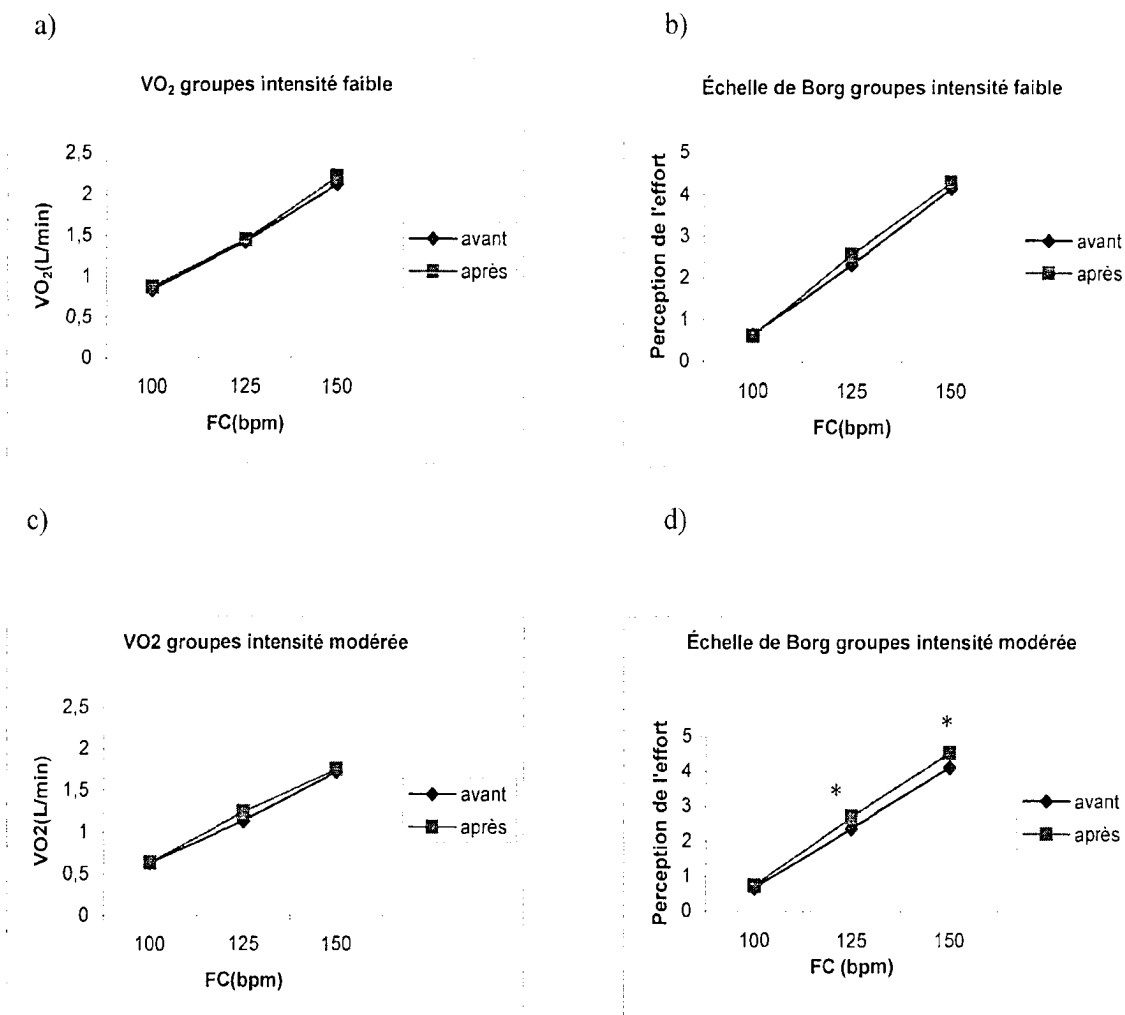 a)
VO₂ groupes intensité faible
2,5
2
1,5
1
0,5
0
VO₂(L/min)
100 125 150
FC(bpm)
avant
après
b)
Échelle de Borg groupes intensité faible
5
4
3
2
1
0
Perception de l'effort
100 125 150
FC(bpm)
avant
après
c)
VO2 groupes intensité modérée
2,5
2
1,5
1
0,5
0
VO2(L/min)
100 125 150
FC(bpm)
avant
après
d)
Échelle de Borg groupes intensité modérée
* *
5
4
3
2
1
0
Perception de l'effort
100 125 150
FC (bpm)
avant
après